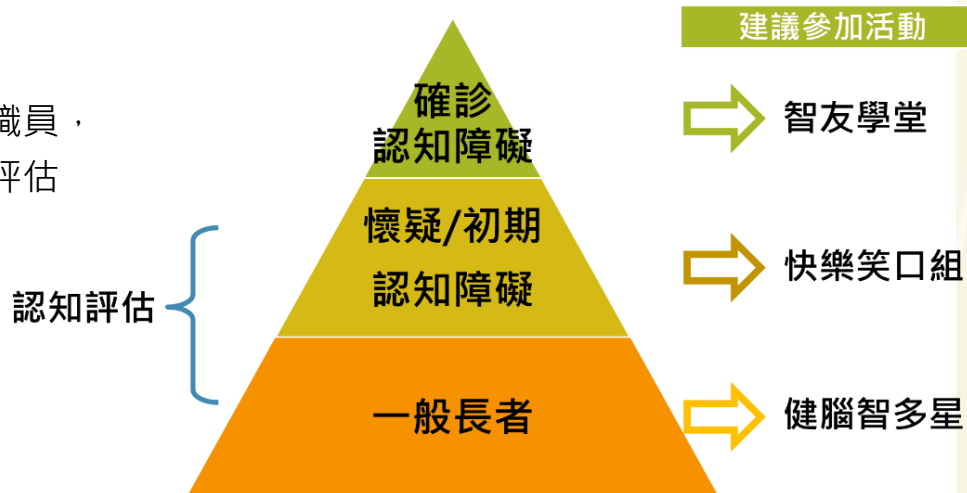 建議參加活動
職員，
評估
確診
認知障礙
智友學堂
懷疑/初期
認知障礙
快樂笑口組
認知評估
一般長者
健腦智多星